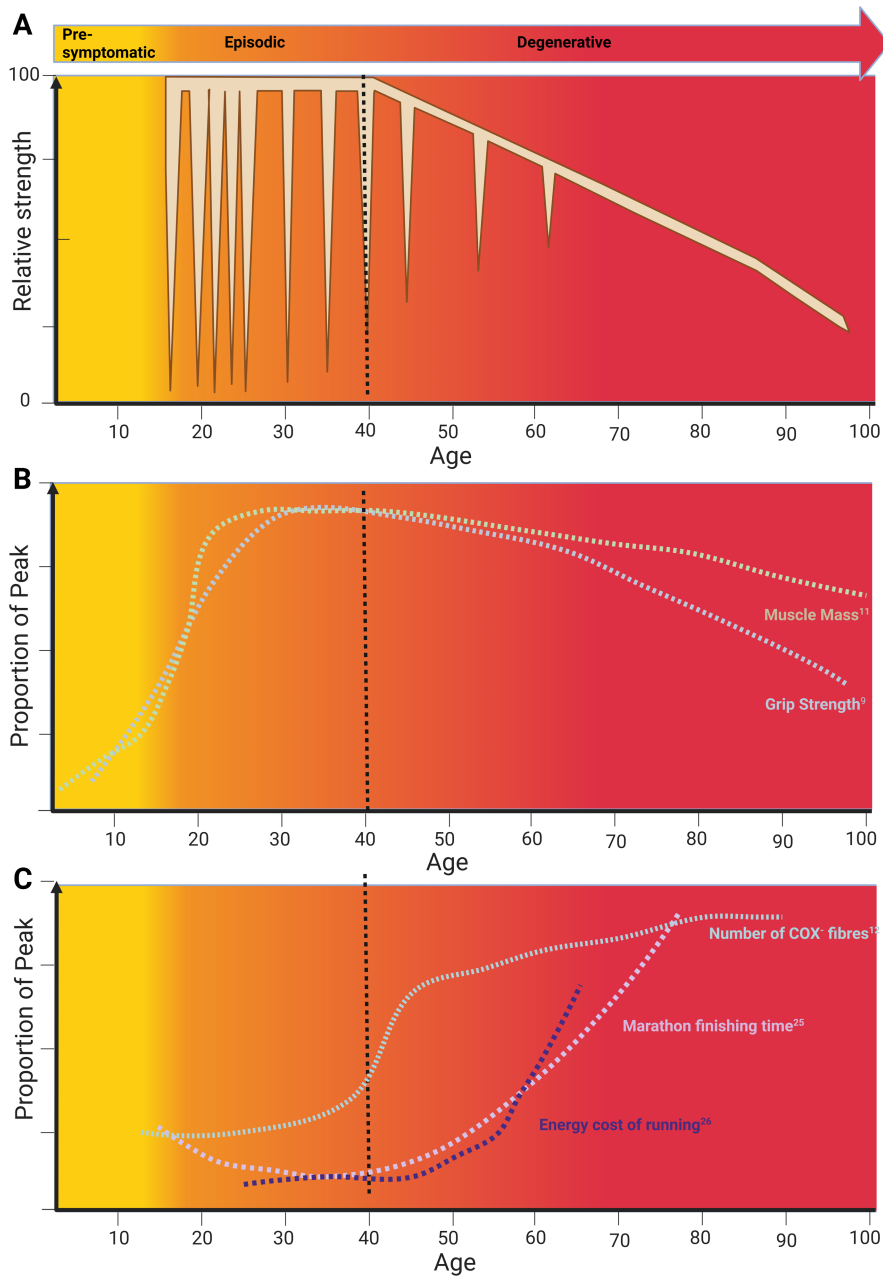 A
Pre-
symptomatic
Episodic
Degenerative
100
9
0
Relative strength
10 20 30 40 50 60 70 80 90 100
Age
B
Proportion of Peak
Muscle Mass11
Grip Strength9
10 20 30 40 50 60 70 80 90 100
Age
C
Proportion of Peak
Number of COX- fibres12
Marathon finishing time25
Energy cost of running26
10 20 30 40 50 60 70 80 90 100
Age